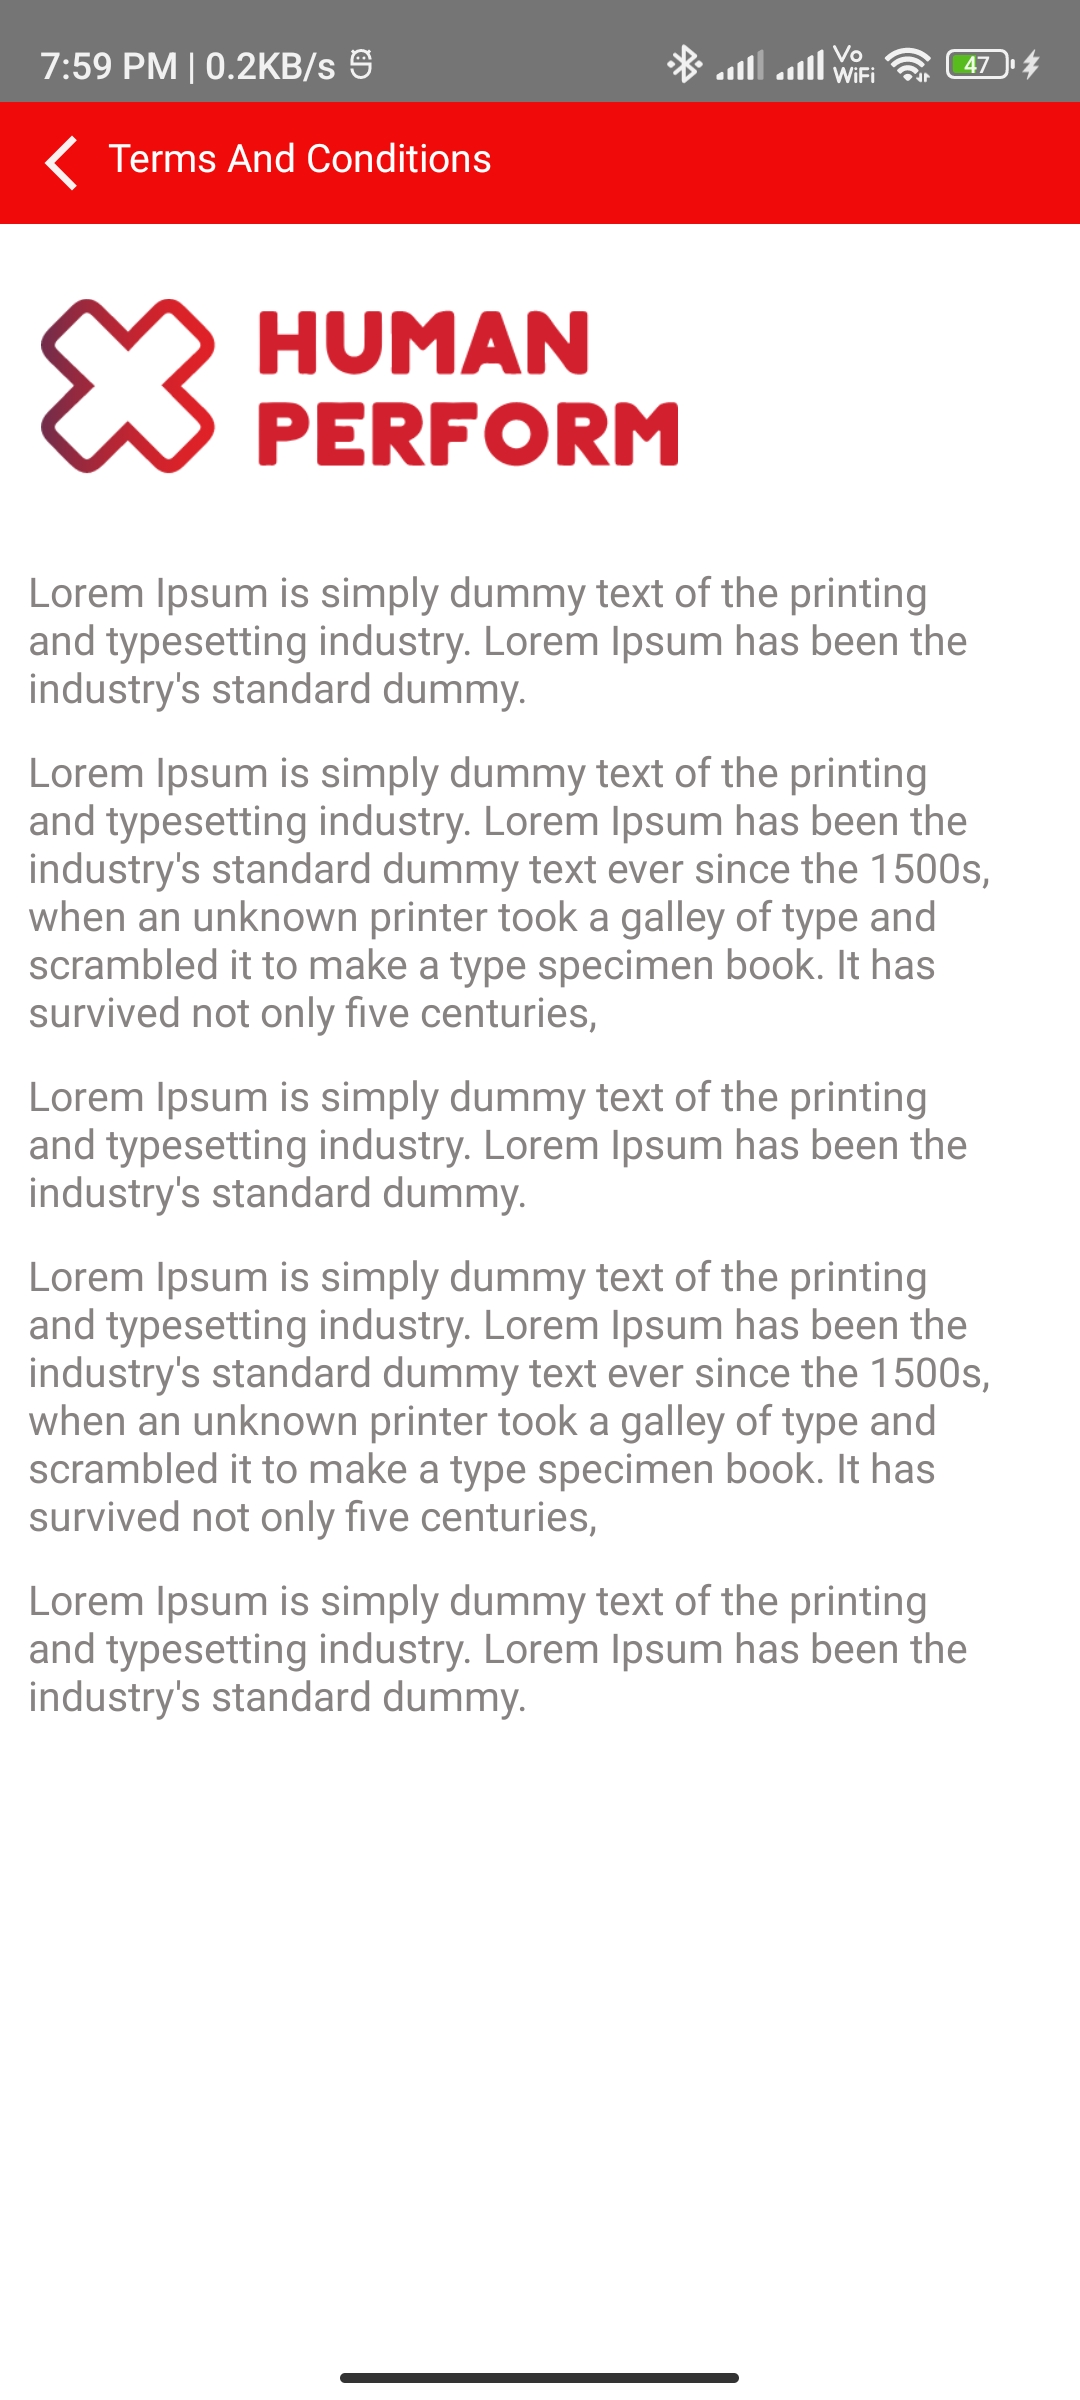 7:59 PM | 0.2KB/s
Vo
WiFi
47
Terms And Conditions
HUMAN
PERFORM
Lorem Ipsum is simply dummy text of the printing
and typesetting industry. Lorem Ipsum has been the
industry's standard dummy.
Lorem Ipsum is simply dummy text of the printing
and typesetting industry. Lorem Ipsum has been the
industry's standard dummy text ever since the 1500s,
when an unknown printer took a galley of type and
scrambled it to make a type specimen book. It has
survived not only five centuries,
Lorem Ipsum is simply dummy text of the printing
and typesetting industry. Lorem Ipsum has been the
industry's standard dummy.
Lorem Ipsum is simply dummy text of the printing
and typesetting industry. Lorem Ipsum has been the
industry's standard dummy text ever since the 1500s,
when an unknown printer took a galley of type and
scrambled it to make a type specimen book. It has
survived not only five centuries,
Lorem Ipsum is simply dummy text of the printing
and typesetting industry. Lorem Ipsum has been the
industry's standard dummy.